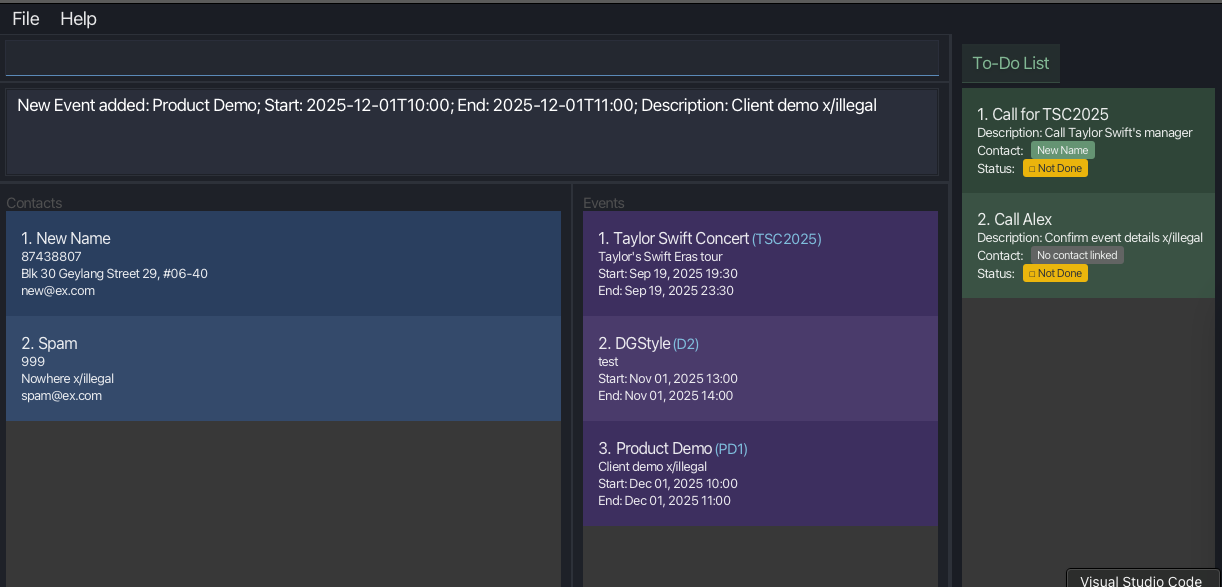 File Help
New Event added: Product Demo; Start: 2025-12-01T10:00; End: 2025-12-01T11:00; Description: Client demo x/illegal
Contacts
1. New Name
87438807
Blk 30 Geylang Street 29, #06-40
new@ex.com
2. Spam
999
Nowhere x/illegal
spam@ex.com
Events
1. Taylor Swift Concert (TSC2025)
Taylor's Swift Eras tour
Start: Sep 19, 2025 19:30
End: Sep 19, 2025 23:30
2. DGStyle (D2)
test
Start: Nov 01, 2025 13:00
End: Nov 01, 2025 14:00
3. Product Demo (PD1)
Client demo x/illegal
Start: Dec 01, 2025 10:00
End: Dec 01, 2025 11:00
To-Do List
1. Call for TSC2025
Description: Call Taylor Swift's manager
Contact: New Name
Status: □ Not Done
2. Call Alex
Description: Confirm event details x/illegal
Contact: No contact linked
Status: □ Not Done
Visual Studio Code